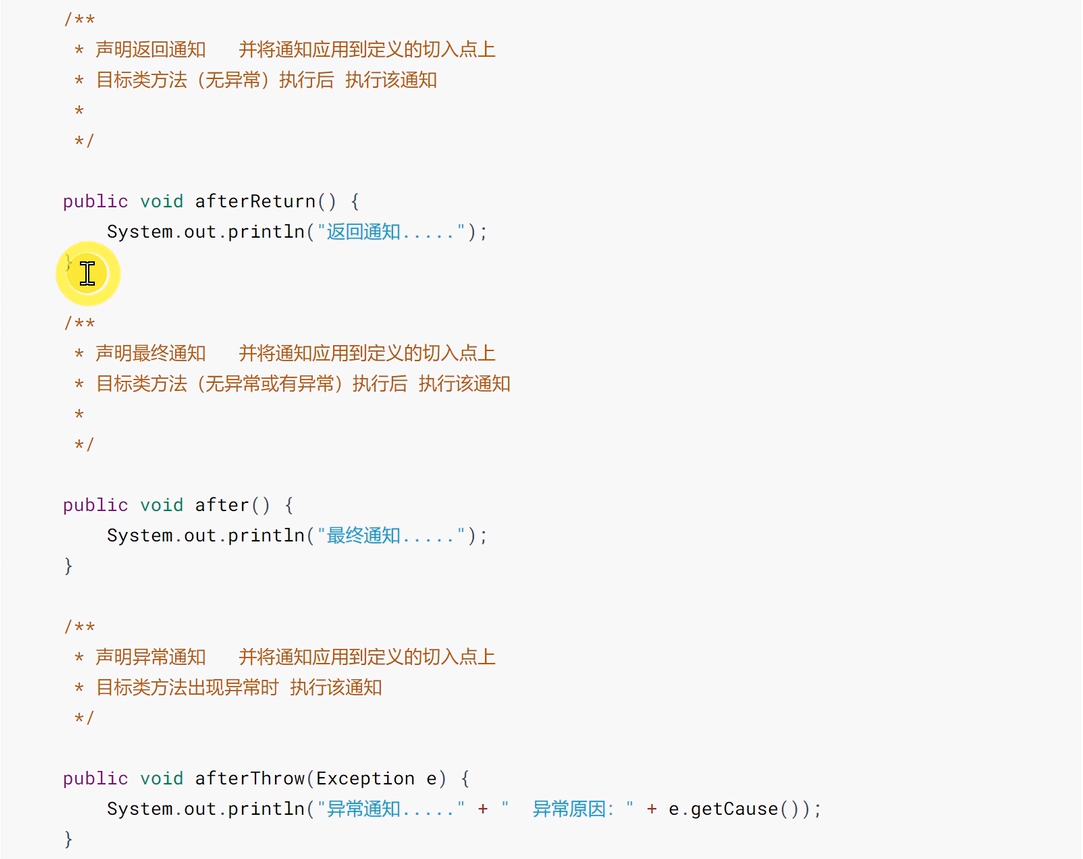 /**
 * 声明返回通知   并将通知应用到定义的切入点上
 * 目标类方法（无异常）执行后 执行该通知
 *
 */
public void afterReturn() {
    System.out.println("返回通知.....");
}
/**
 * 声明最终通知   并将通知应用到定义的切入点上
 * 目标类方法（无异常或有异常）执行后 执行该通知
 *
 */
public void after() {
    System.out.println("最终通知.....");
}
/**
 * 声明异常通知   并将通知应用到定义的切入点上
 * 目标类方法出现异常时 执行该通知
 */
public void afterThrow(Exception e) {
    System.out.println("异常通知....." + "  异常原因：" + e.getCause());
}